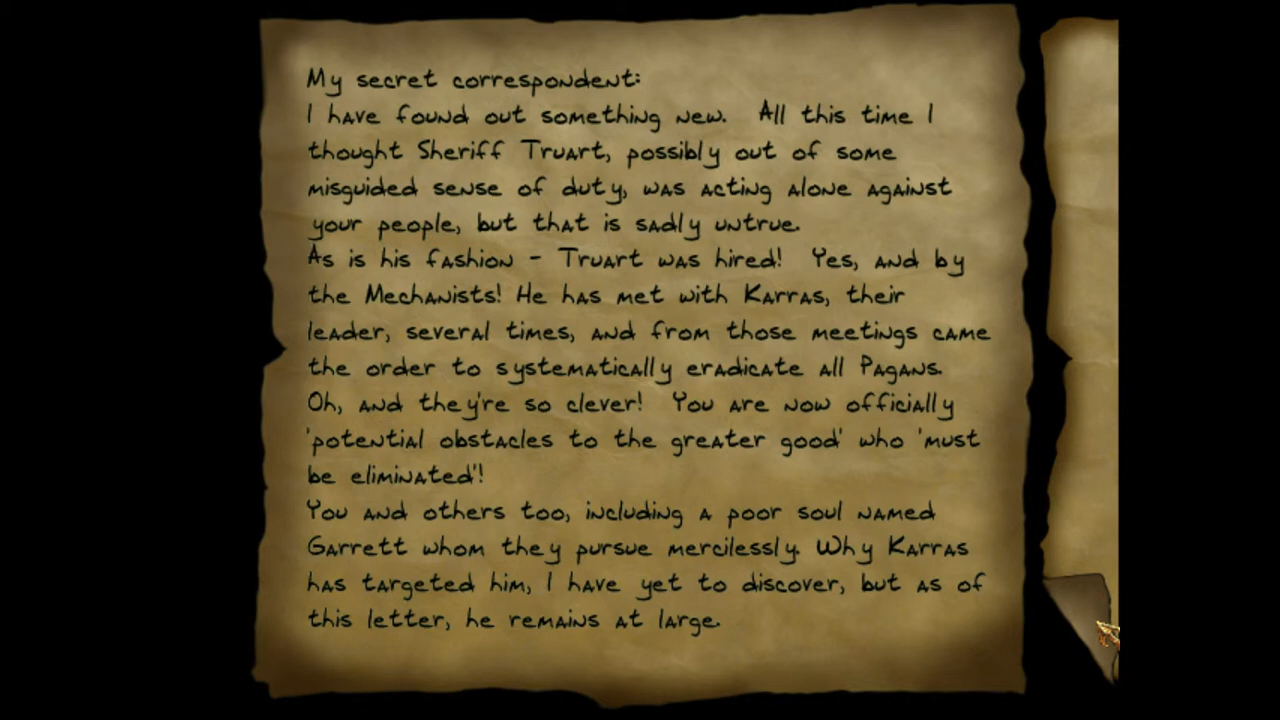 My secret correspondent:
I have found out something new. All this time I
thought Sheriff Truart, possibly out of some
misguided sense of duty, was acting alone against
your people, but that is sadly untrue.
As is his fashion - Truart was hired! Yes, and by
the Mechanists! He has met with Karras, their
leader, several times, and from those meetings came
the order to systematically eradicate all Pagans.
Oh, and they're so clever! You are now officially
'potential obstacles to the greater good' who 'must
be eliminated'!
You and others too, including a poor soul named
Garrett whom they pursue mercilessly. Why Karras
has targeted him, I have yet to discover, but as of
this letter, he remains at large.